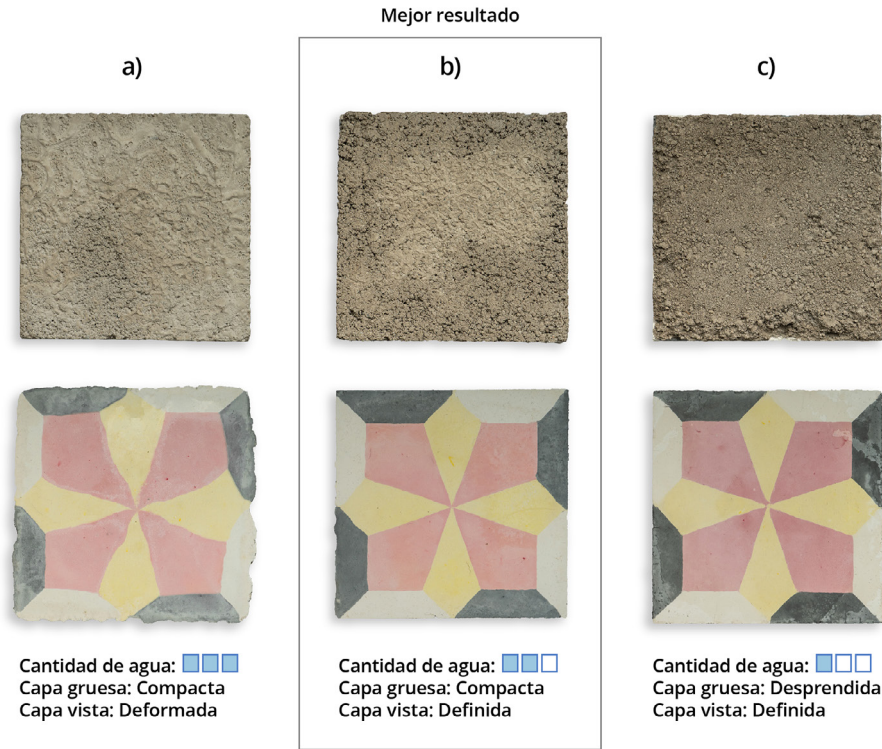 Mejor resultado
a)
b)
c)
Cantidad de agua:
Capa gruesa: Compacta
Capa vista: Deformada
Cantidad de agua:
Capa gruesa: Compacta
Capa vista: Definida
Cantidad de agua:
Capa gruesa: Desprendida
Capa vista: Definida